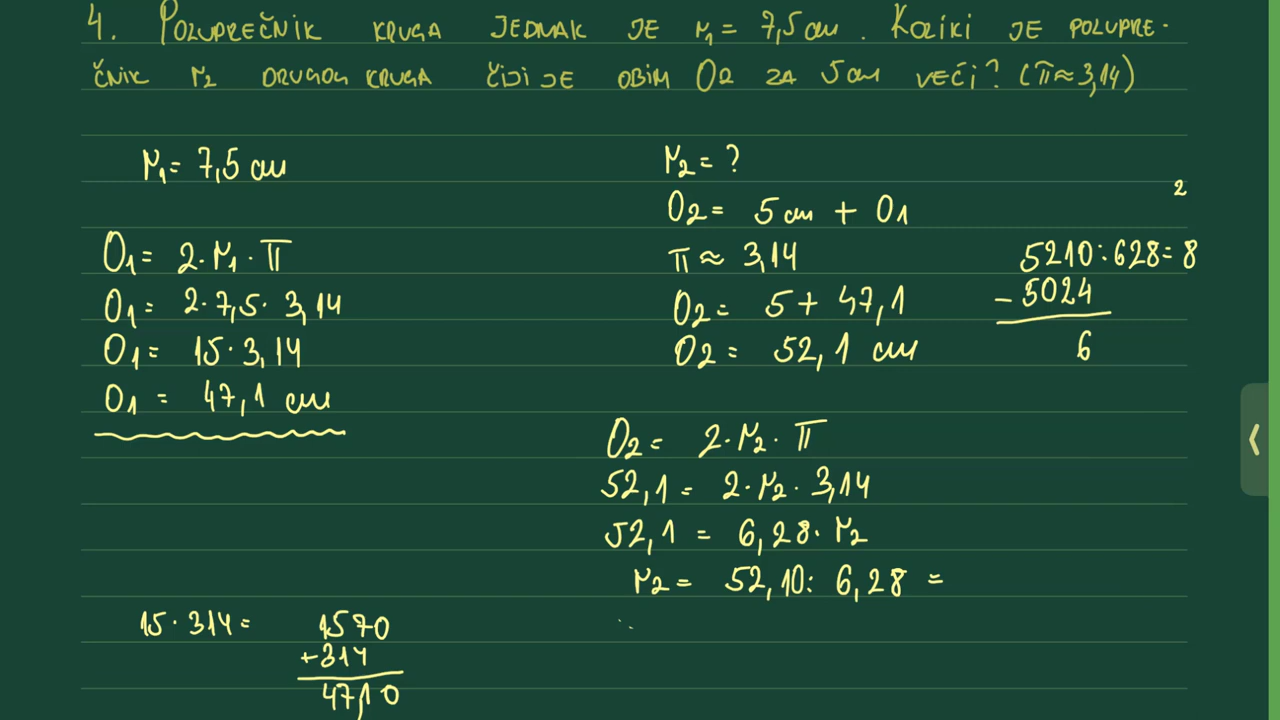 4. POLUPREČNIK KRUGA JEDNAK JE r₁ = 7,5 cm. KOLIKI JE POLUPRE-
ČNIK r₂ DRUGOG KRUGA ČIJI JE OBIM O₂ ZA 5 cm VEĆI? (π ≈ 3,14)
r₁ = 7,5 cm
O₁ = 2 · r₁ · π
O₁ = 2 · 7,5 · 3,14
O₁ = 15 · 3,14
O₁ = 47,1 cm
15 · 314 = 1570
+314
47,10
r₂ = ?
O₂ = 5 cm + O₁
π ≈ 3,14
O₂ = 5 + 47,1
O₂ = 52,1 cm
2
5210 : 628 = 8
- 5024
6
O₂ = 2 · r₂ · π
52,1 = 2 · r₂ · 3,14
52,1 = 6,28 · r₂
r₂ = 52,10 : 6,28 =